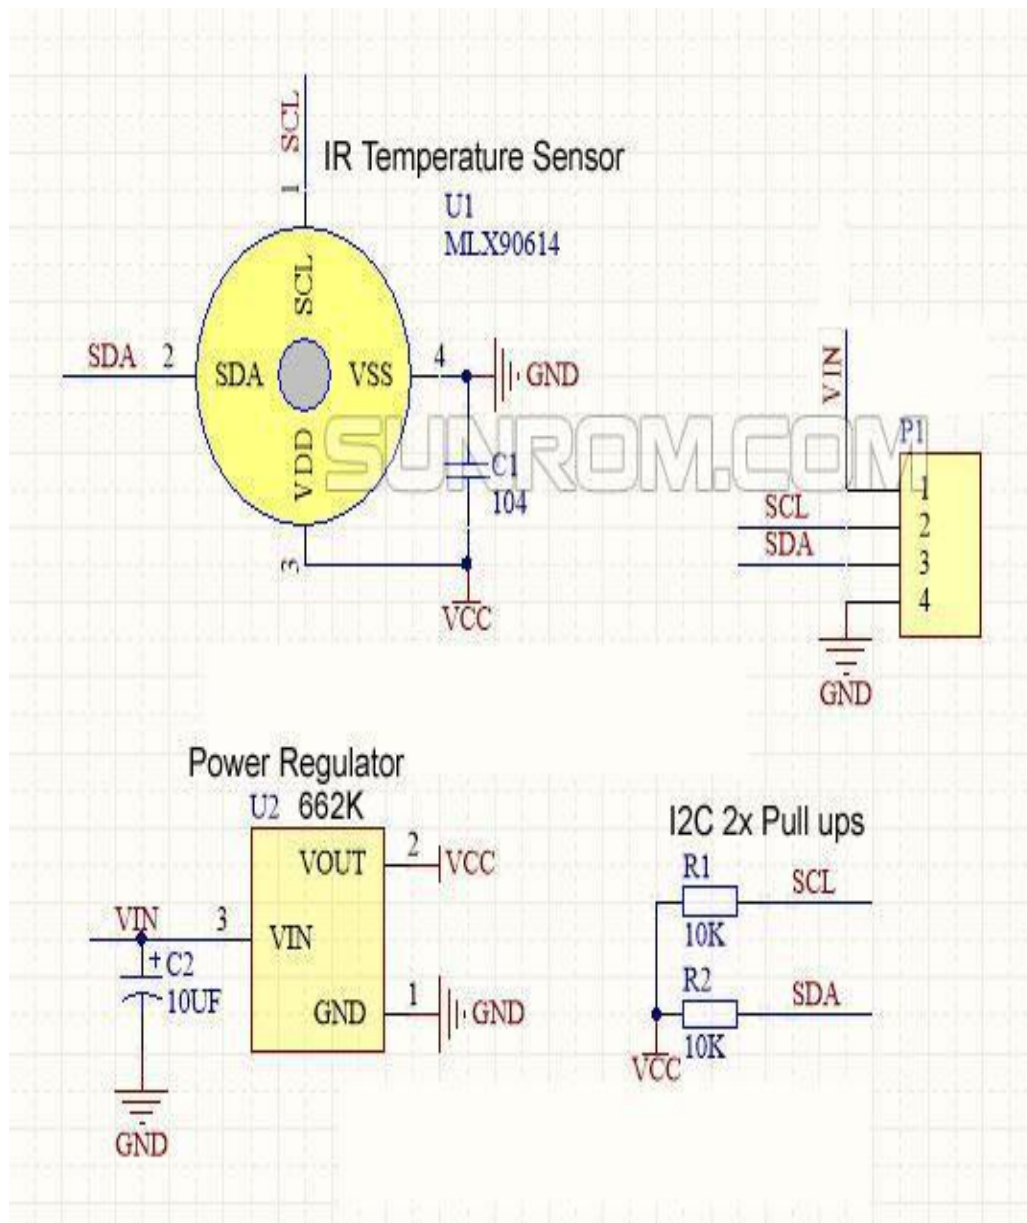 SCL
1
IR Temperature Sensor
U1
MLX90614
SCL
SDA 2
SDA
VSS
4
GND
VDD
3
C1
104
VCC
SUNROM.COM
VIN
P1
1
SCL
2
SDA
3
4
GND
Power Regulator
U2 662K
VOUT
2
VCC
VIN
3
VIN
+
C2
10UF
GND
1
GND
GND
I2C 2x Pull ups
R1
SCL
10K
R2
SDA
10K
VCC